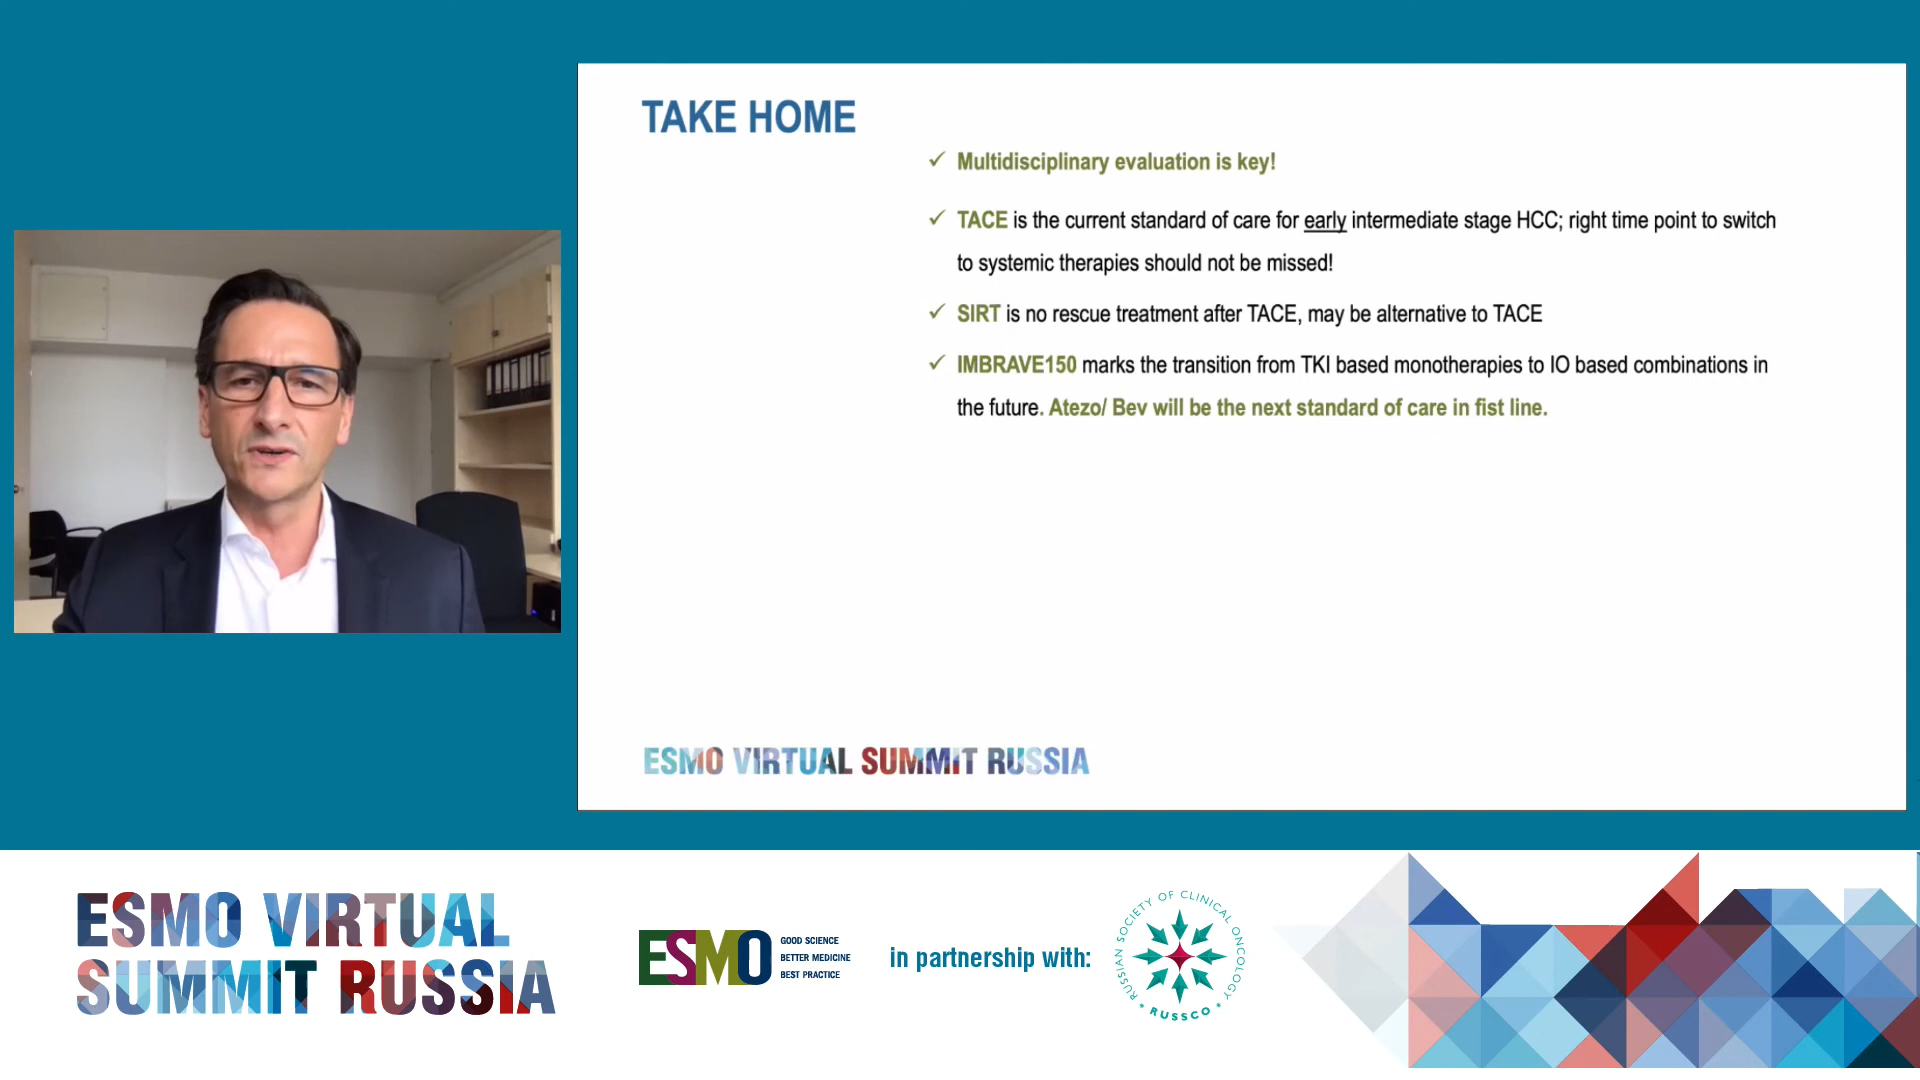 TAKE HOME
✓ Multidisciplinary evaluation is key!
✓ TACE is the current standard of care for early intermediate stage HCC; right time point to switch
to systemic therapies should not be missed!
✓ SIRT is no rescue treatment after TACE, may be alternative to TACE
✓ IMBRAVE150 marks the transition from TKI based monotherapies to IO based combinations in
the future. Atezo/ Bev will be the next standard of care in fist line.
ESMO VIRTUAL SUMMIT RUSSIA
ESMO VIRTUAL
SUMMIT RUSSIA
ESMO
GOOD SCIENCE
BETTER MEDICINE
BEST PRACTICE
in partnership with:
RUSSIAN SOCIETY OF CLINICAL ONCOLOGY
* RUSSCO *